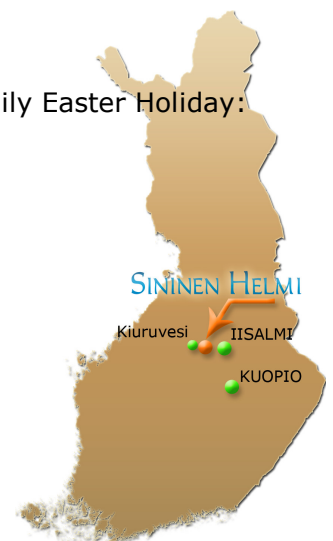 ily Easter Holiday:
SININEN HELMI
Kiuruvesi
IISALMI
KUOPIO